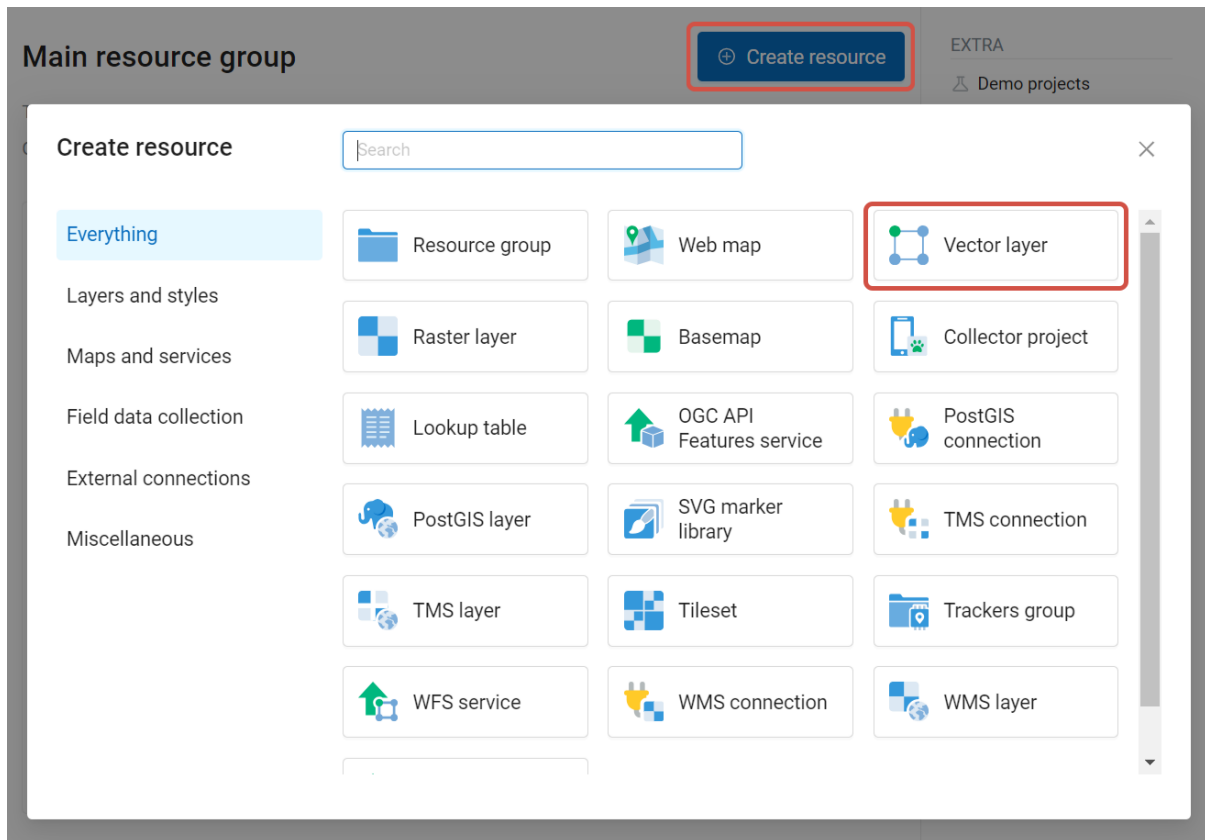 Main resource group
Create resource
EXTRA
Demo projects
Create resource
Search
Everything
Layers and styles
Maps and services
Field data collection
External connections
Miscellaneous
Resource group
Web map
Vector layer
Raster layer
Basemap
Collector project
Lookup table
OGC API
Features service
PostGIS
connection
PostGIS layer
SVG marker
library
TMS connection
TMS layer
Tileset
Trackers group
WFS service
WMS connection
WMS layer